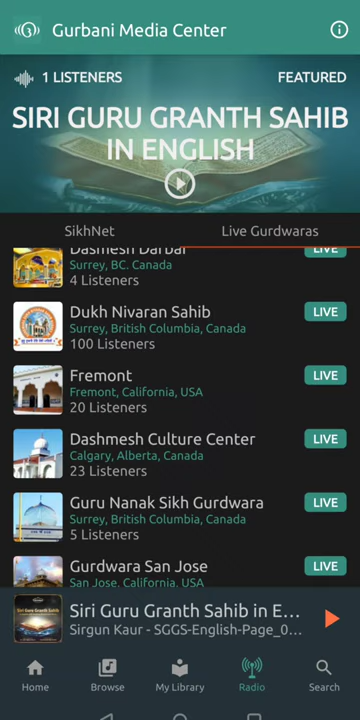 Gurbani Media Center
1 LISTENERS
FEATURED
SIRI GURU GRANTH SAHIB
IN ENGLISH
SikhNet
Live Gurdwaras
Dasmesh Darbar
LIVE
Surrey, BC. Canada
4 Listeners
Dukh Nivaran Sahib
LIVE
Surrey, British Columbia, Canada
100 Listeners
Fremont
LIVE
Fremont, California, USA
20 Listeners
Dashmesh Culture Center
LIVE
Calgary, Alberta, Canada
23 Listeners
Guru Nanak Sikh Gurdwara
LIVE
Surrey, British Columbia, Canada
5 Listeners
Gurdwara San Jose
LIVE
San Jose, California, USA
Siri Guru Granth Sahib in E...
Sirgun Kaur - SGGS-English-Page_0...
Home
Browse
My Library
Radio
Search